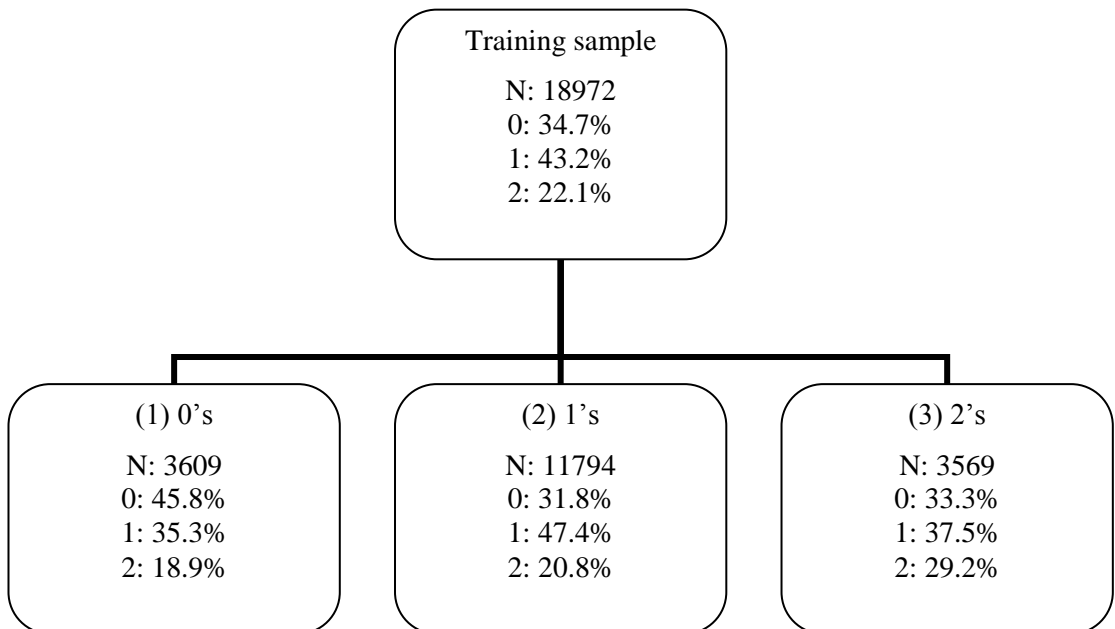 Training sample
N: 18972
0: 34.7%
1: 43.2%
2: 22.1%
(1) 0’s
N: 3609
0: 45.8%
1: 35.3%
2: 18.9%
(2) 1’s
N: 11794
0: 31.8%
1: 47.4%
2: 20.8%
(3) 2’s
N: 3569
0: 33.3%
1: 37.5%
2: 29.2%